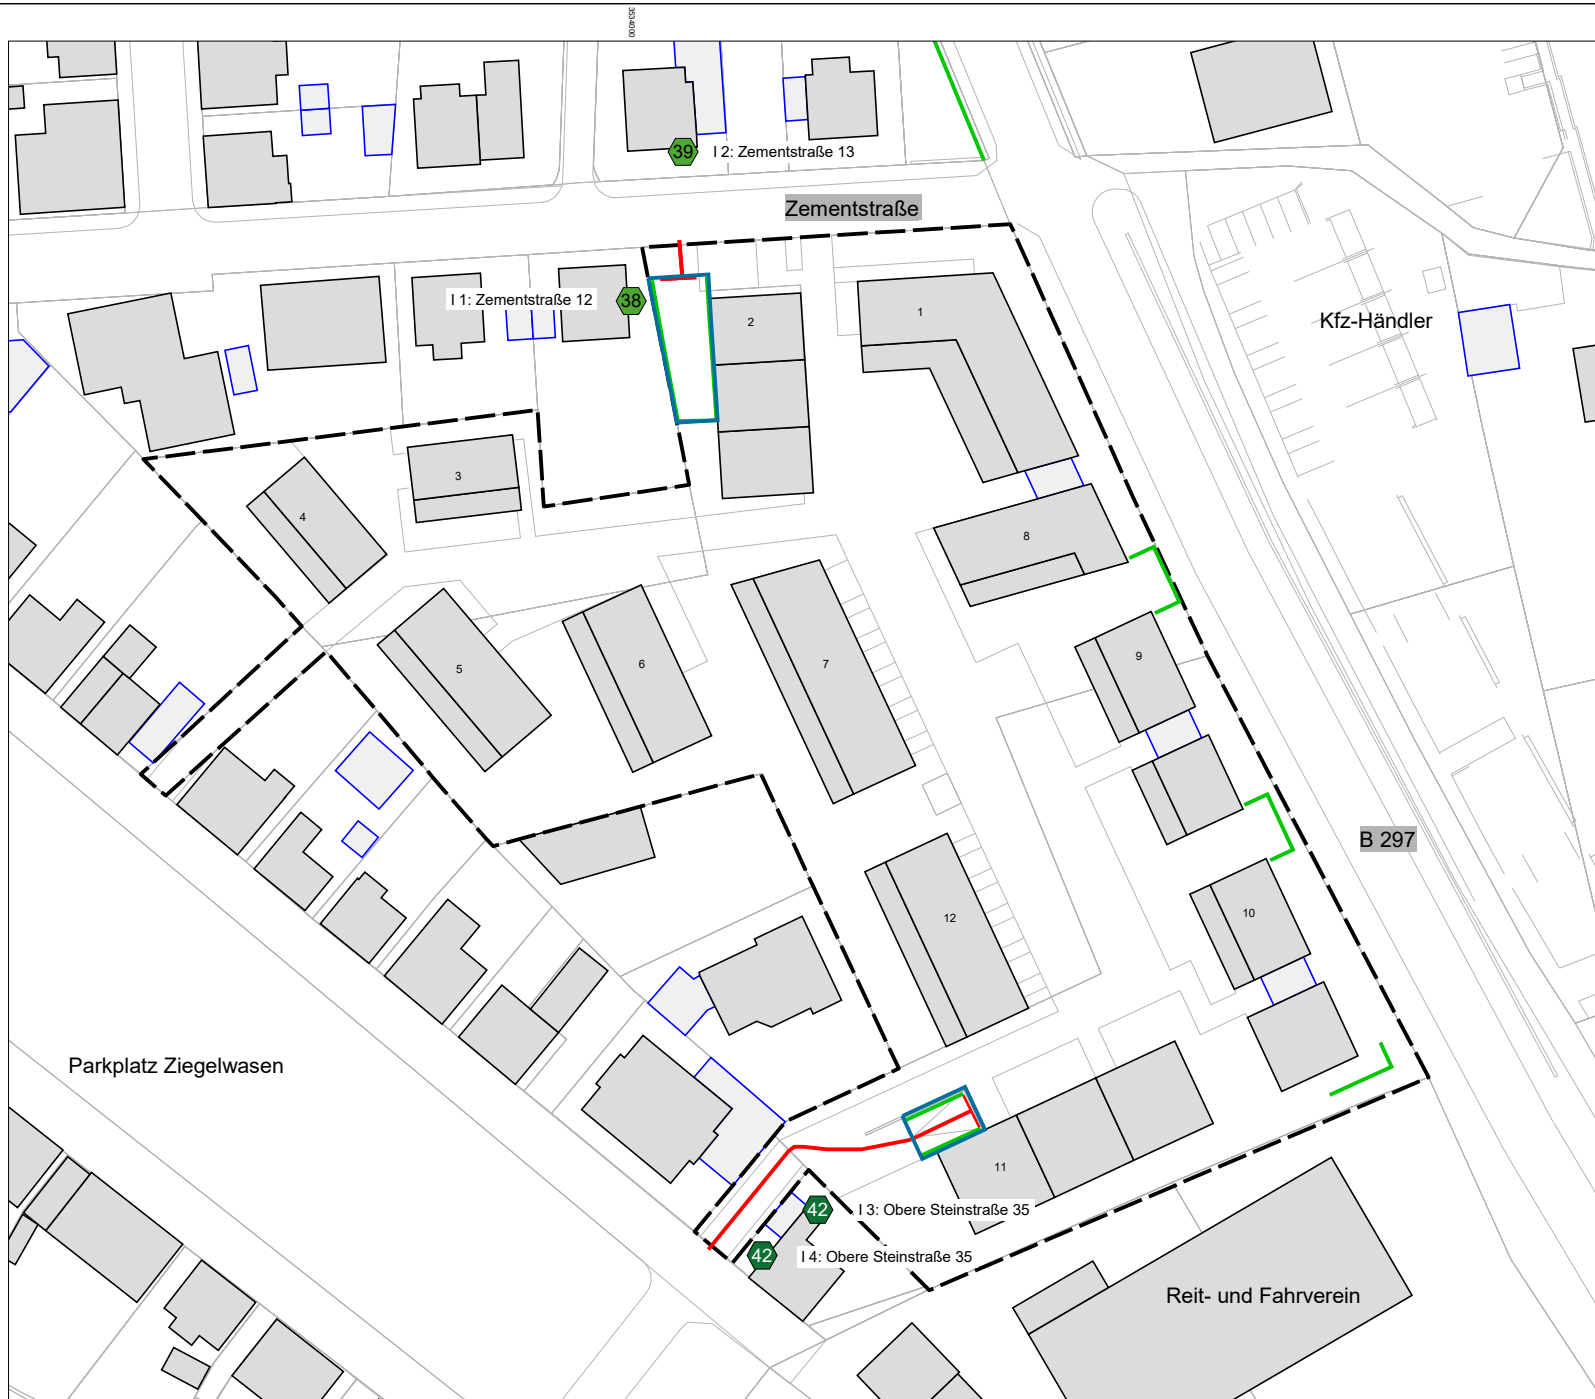 3534000
39 I 2: Zementstraße 13
Zementstraße
I 1: Zementstraße 12 38
2
1
Kfz-Händler
3
4
8
9
5
6
7
B 297
10
12
Parkplatz Ziegelwasen
11
42 I 3: Obere Steinstraße 35
42 I 4: Obere Steinstraße 35
Reit- und Fahrverein